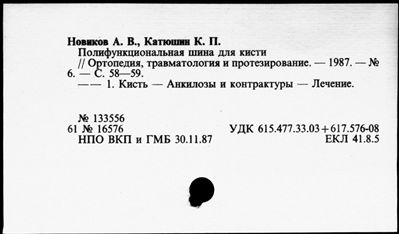 Новиков А. В., Катюшин К. П.
Полифункциональная шина для кисти
// Ортопедия, травматология и протезирование. — 1987. — №
6. — С. 58—59.
— — 1. Кисть — Анкилозы и контрактуры — Лечение.
№ 133556
61 № 16576 УДК 615.477.33.03+617.576-08
НПО ВКП и ГМБ 30.11.87 ЕКЛ 41.8.5